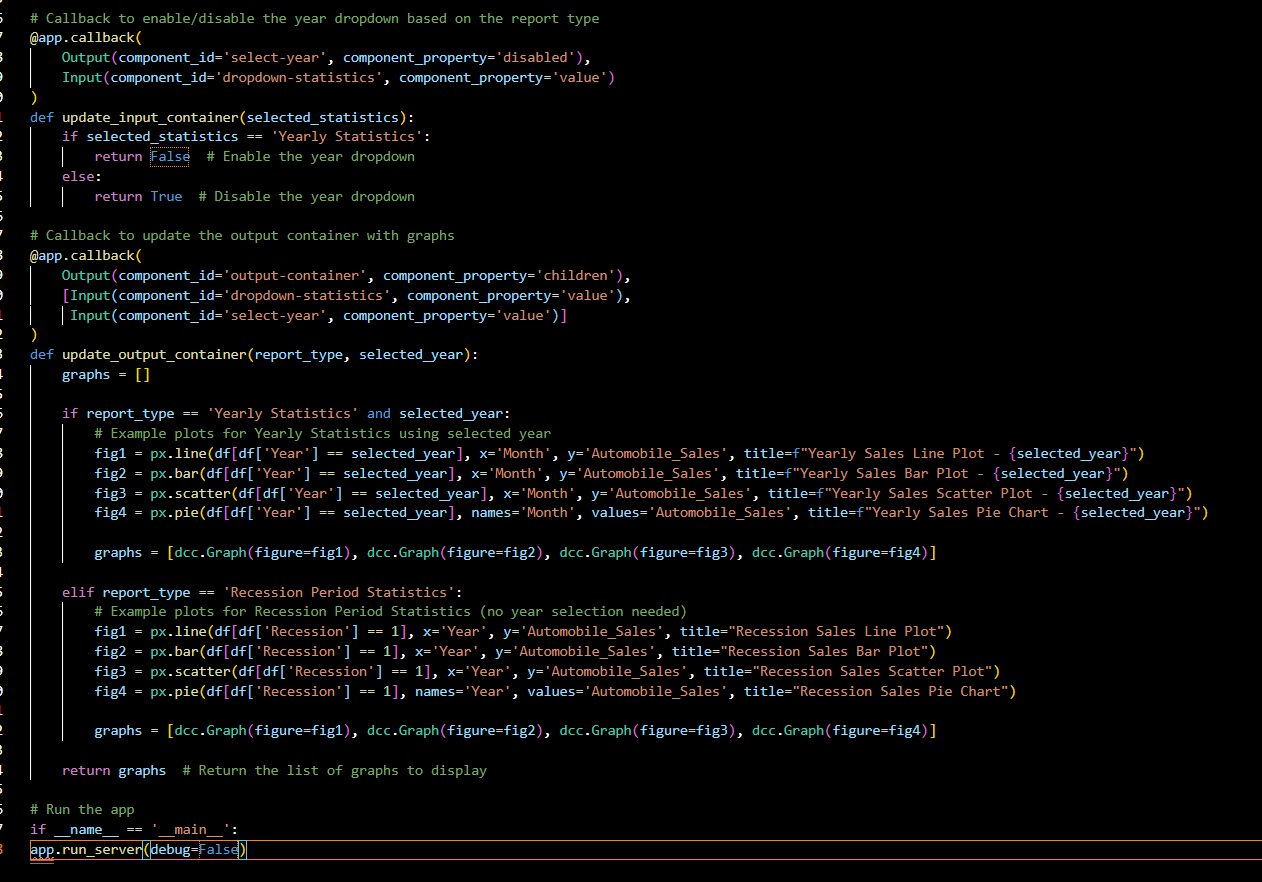 # Callback to enable/disable the year dropdown based on the report type
@app.callback(
    Output(component_id='select-year', component_property='disabled'),
    Input(component_id='dropdown-statistics', component_property='value')
)
def update_input_container(selected_statistics):
    if selected_statistics == 'Yearly Statistics':
        return False  # Enable the year dropdown
    else:
        return True  # Disable the year dropdown

# Callback to update the output container with graphs
@app.callback(
    Output(component_id='output-container', component_property='children'),
    [Input(component_id='dropdown-statistics', component_property='value'),
     Input(component_id='select-year', component_property='value')]
)
def update_output_container(report_type, selected_year):
    graphs = []

    if report_type == 'Yearly Statistics' and selected_year:
        # Example plots for Yearly Statistics using selected year
        fig1 = px.line(df[df['Year'] == selected_year], x='Month', y='Automobile_Sales', title=f"Yearly Sales Line Plot - {selected_year}")
        fig2 = px.bar(df[df['Year'] == selected_year], x='Month', y='Automobile_Sales', title=f"Yearly Sales Bar Plot - {selected_year}")
        fig3 = px.scatter(df[df['Year'] == selected_year], x='Month', y='Automobile_Sales', title=f"Yearly Sales Scatter Plot - {selected_year}")
        fig4 = px.pie(df[df['Year'] == selected_year], names='Month', values='Automobile_Sales', title=f"Yearly Sales Pie Chart - {selected_year}")

        graphs = [dcc.Graph(figure=fig1), dcc.Graph(figure=fig2), dcc.Graph(figure=fig3), dcc.Graph(figure=fig4)]

    elif report_type == 'Recession Period Statistics':
        # Example plots for Recession Period Statistics (no year selection needed)
        fig1 = px.line(df[df['Recession'] == 1], x='Year', y='Automobile_Sales', title="Recession Sales Line Plot")
        fig2 = px.bar(df[df['Recession'] == 1], x='Year', y='Automobile_Sales', title="Recession Sales Bar Plot")
        fig3 = px.scatter(df[df['Recession'] == 1], x='Year', y='Automobile_Sales', title="Recession Sales Scatter Plot")
        fig4 = px.pie(df[df['Recession'] == 1], names='Year', values='Automobile_Sales', title="Recession Sales Pie Chart")

        graphs = [dcc.Graph(figure=fig1), dcc.Graph(figure=fig2), dcc.Graph(figure=fig3), dcc.Graph(figure=fig4)]

    return graphs  # Return the list of graphs to display

# Run the app
if __name__ == '__main__':
app.run_server(debug=False)